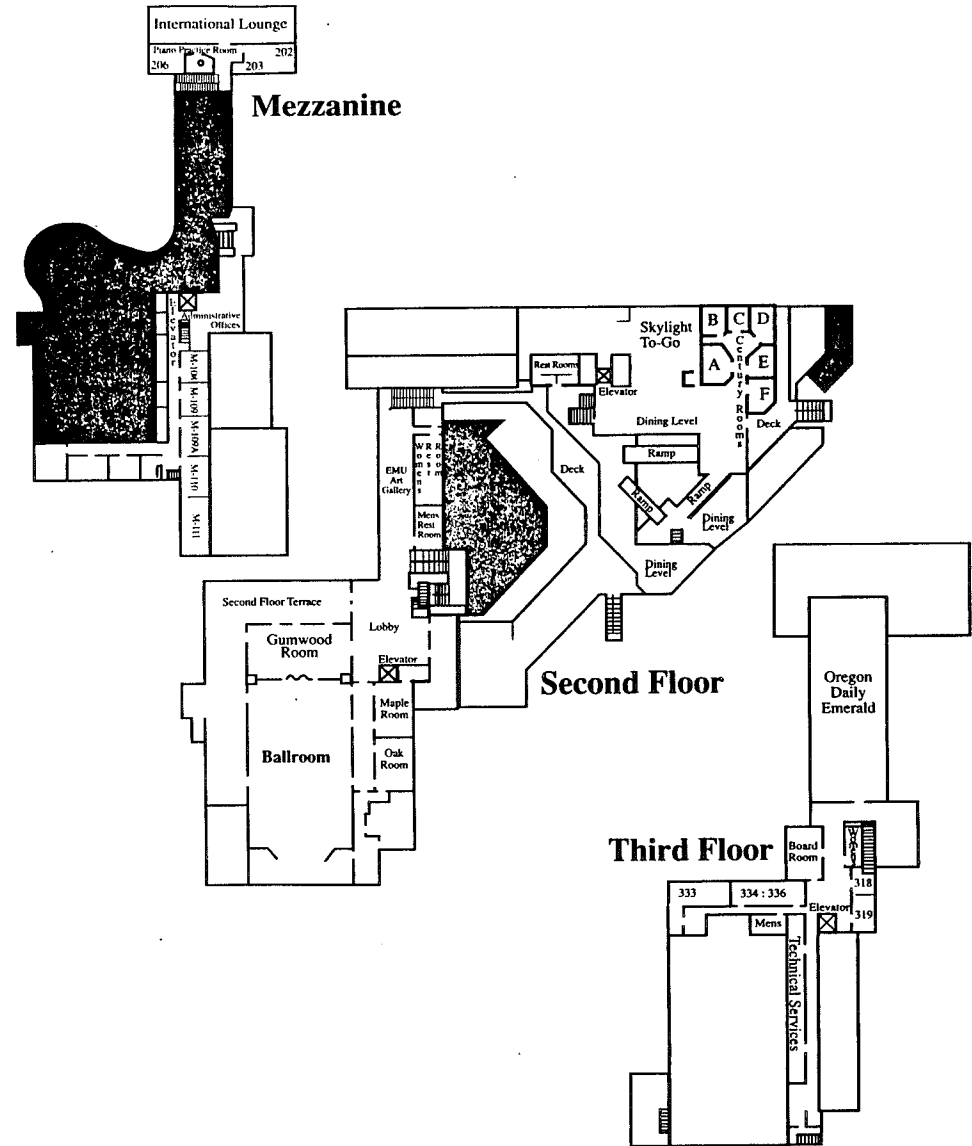 International Lounge
Piano Practice Room
202
206
203
Mezzanine
Elevator
Administrative
Offices
M-106
M-109
M-109A
M-110
M-111
Skylight
To-Go
B
C
D
A
E
F
Century Rooms
Rest Rooms
Elevator
Dining Level
Deck
Ramp
Ramp
Ramp
Dining
Level
Dining
Level
Deck
EMU
Art
Gallery
Womens
Rest
Room
Mens
Rest
Room
Second Floor Terrace
Lobby
Gumwood
Room
Elevator
Second Floor
Maple
Room
Ballroom
Oak
Room
Oregon
Daily
Emerald
Third Floor
Board
Room
Women
318
319
333
334 : 336
Elevator
Mens
Technical Services